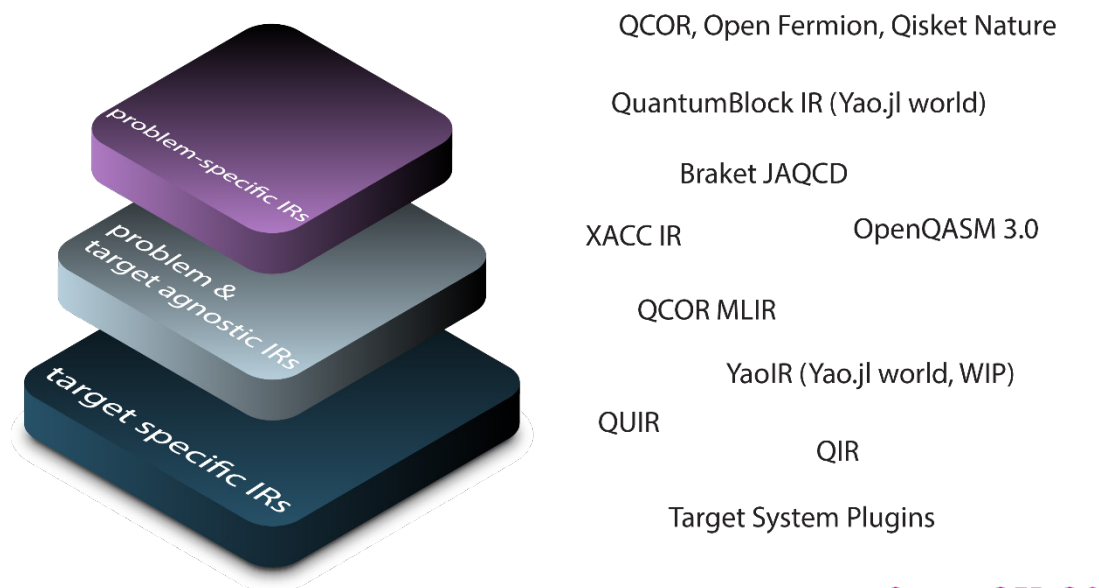 problem-specific IRs
problem &
target agnostic IRs
target specific IRs
QCOR, Open Fermion, Qisket Nature
QuantumBlock IR (Yao.jl world)
Braket JAQCD
XACC IR
OpenQASM 3.0
QCOR MLIR
YaoIR (Yao.jl world, WIP)
QUIR
QIR
Target System Plugins